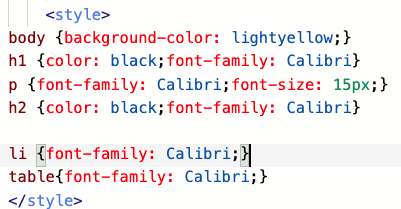 <style>
body {background-color: lightyellow;}
h1 {color: black;font-family: Calibri}
p {font-family: Calibri;font-size: 15px;}
h2 {color: black;font-family: Calibri}
li {font-family: Calibri;}
table{font-family: Calibri;}
</style>